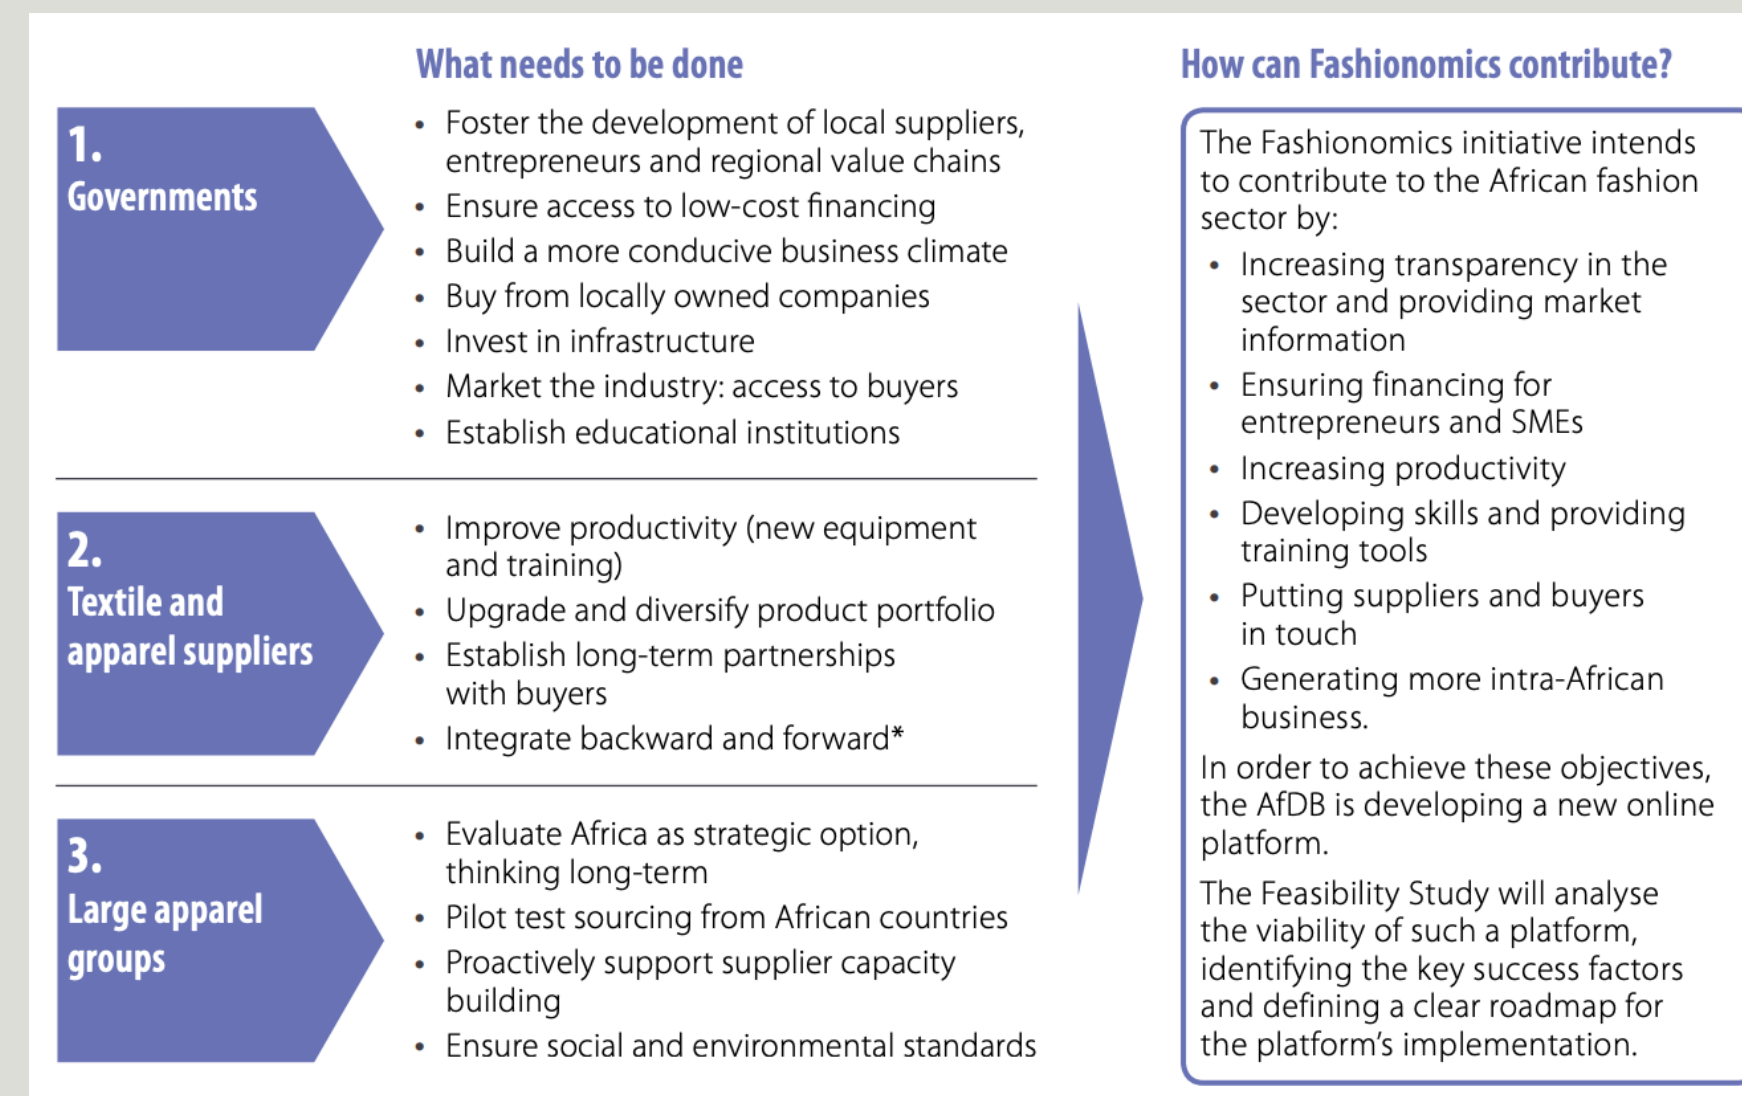 What needs to be done
1.
Governments
• Foster the development of local suppliers,
entrepreneurs and regional value chains
• Ensure access to low-cost financing
• Build a more conducive business climate
• Buy from locally owned companies
• Invest in infrastructure
• Market the industry: access to buyers
• Establish educational institutions
2.
Textile and
apparel suppliers
• Improve productivity (new equipment
and training)
• Upgrade and diversify product portfolio
• Establish long-term partnerships
with buyers
• Integrate backward and forward*
3.
Large apparel
groups
• Evaluate Africa as strategic option,
thinking long-term
• Pilot test sourcing from African countries
• Proactively support supplier capacity
building
• Ensure social and environmental standards
How can Fashionomics contribute?
The Fashionomics initiative intends
to contribute to the African fashion
sector by:
• Increasing transparency in the
sector and providing market
information
• Ensuring financing for
entrepreneurs and SMEs
• Increasing productivity
• Developing skills and providing
training tools
• Putting suppliers and buyers
in touch
• Generating more intra-African
business.
In order to achieve these objectives,
the AfDB is developing a new online
platform.
The Feasibility Study will analyse
the viability of such a platform,
identifying the key success factors
and defining a clear roadmap for
the platform's implementation.